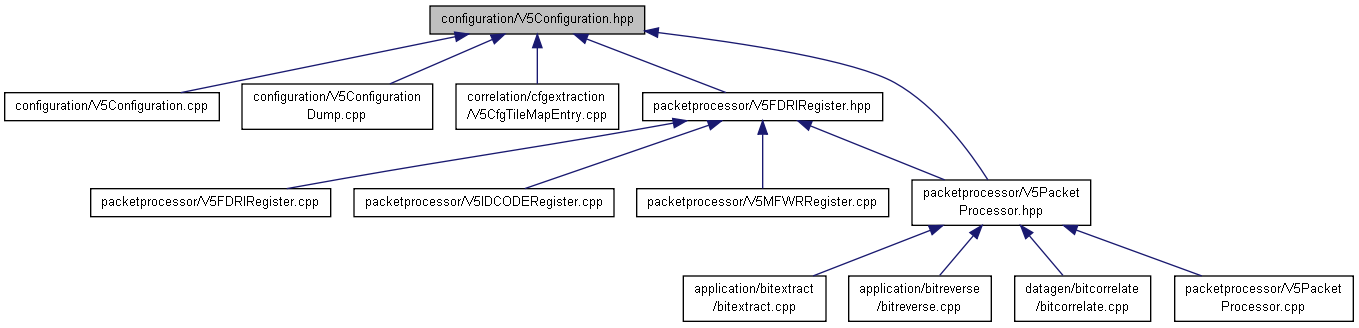 configuration/V5Configuration.hpp
configuration/V5Configuration.cpp
configuration/V5Configuration
Dump.cpp
correlation/cfgextraction
/V5CfgTileMapEntry.cpp
packetprocessor/V5FDRIRegister.hpp
packetprocessor/V5FDRIRegister.cpp
packetprocessor/V5IDCODERegister.cpp
packetprocessor/V5MFWRRegister.cpp
packetprocessor/V5Packet
Processor.hpp
application/bitextract
/bitextract.cpp
application/bitreverse
/bitreverse.cpp
datagen/bitcorrelate
/bitcorrelate.cpp
packetprocessor/V5Packet
Processor.cpp